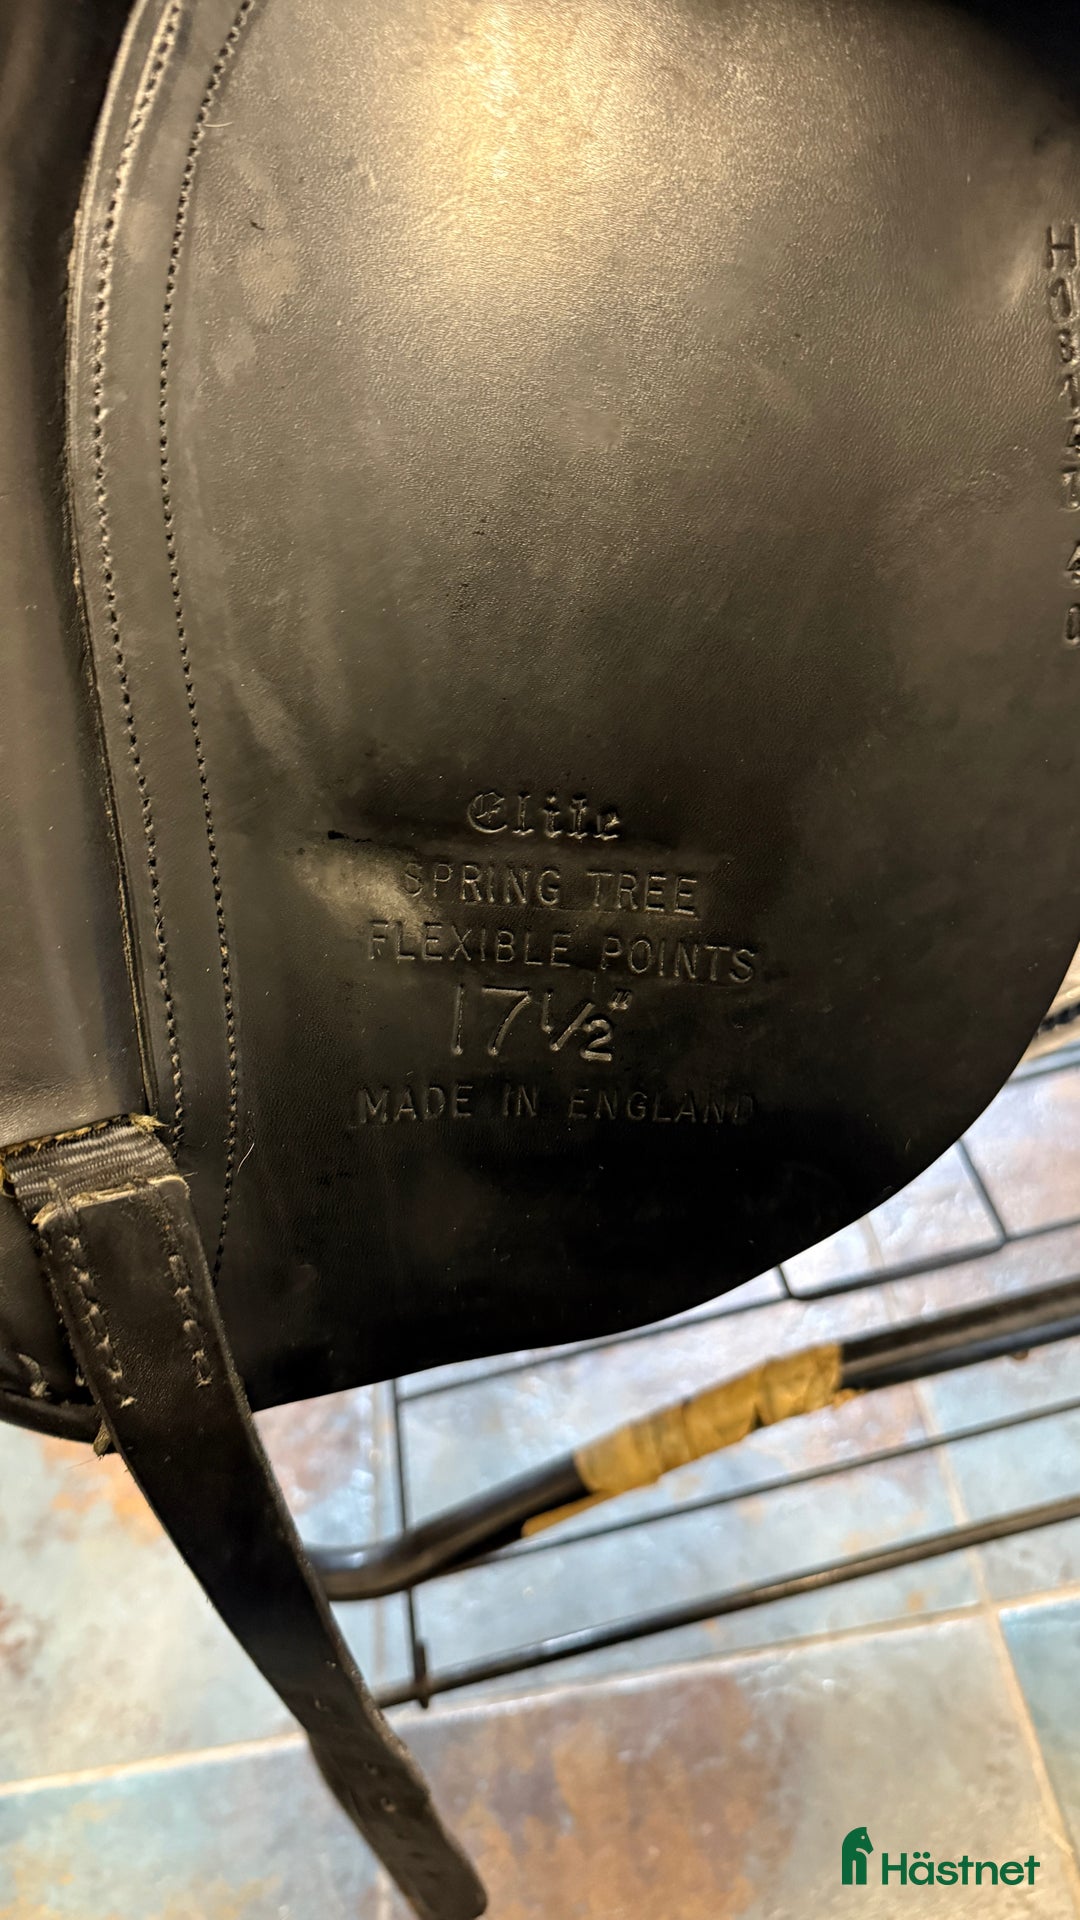 Elite
SPRING TREE
FLEXIBLE POINTS
17½"
MADE IN ENGLAND
Hästnet